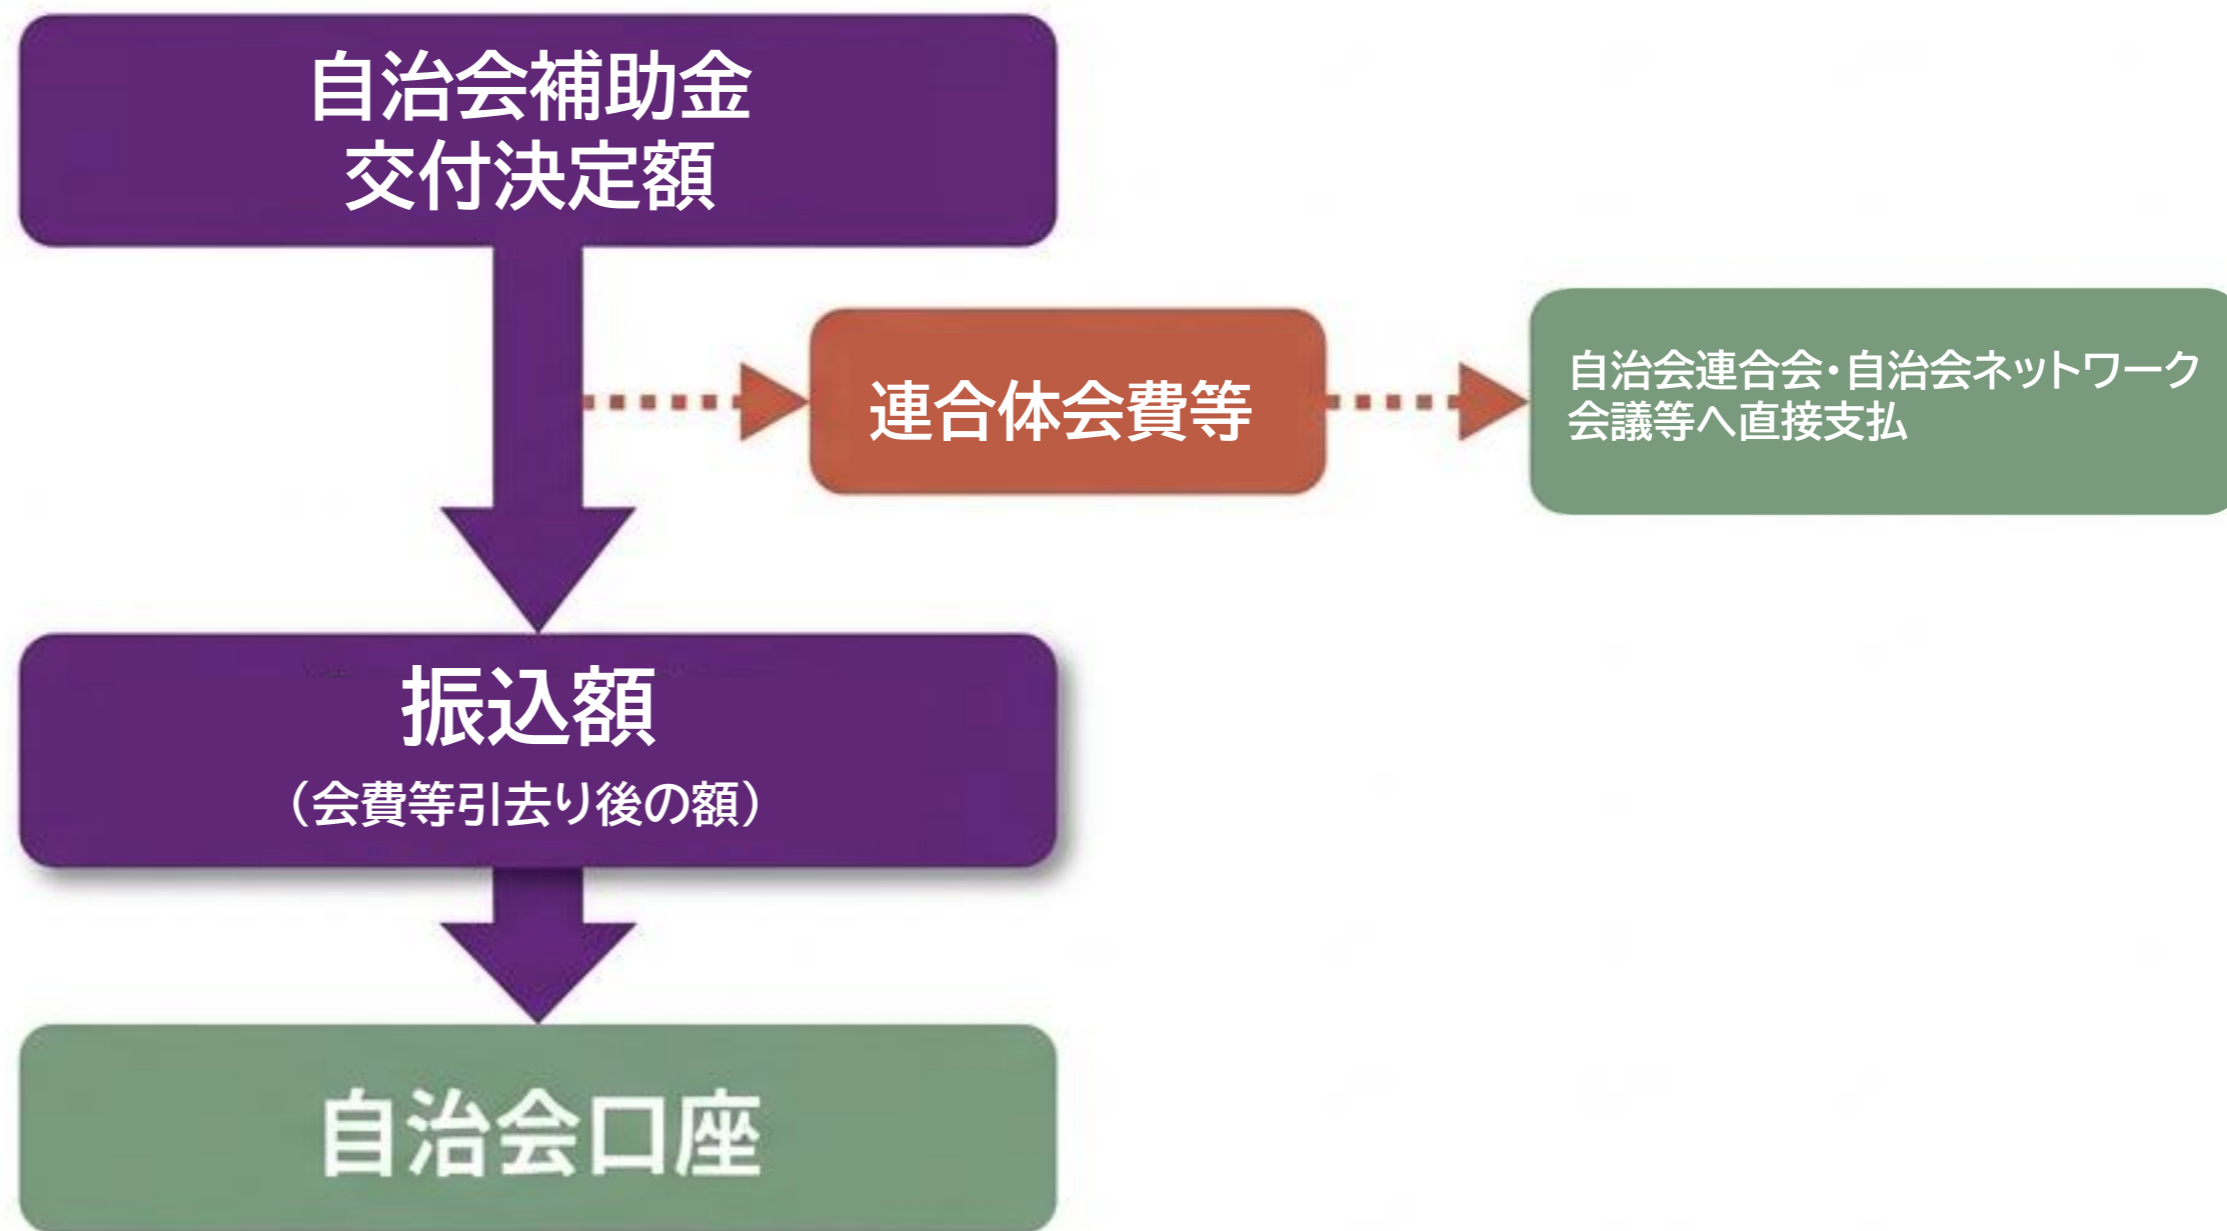 自治会補助金
交付決定額
連合体会費等
自治会連合会・自治会ネットワーク
会議等へ直接支払
振込額
（会費等引去り後の額）
自治会口座